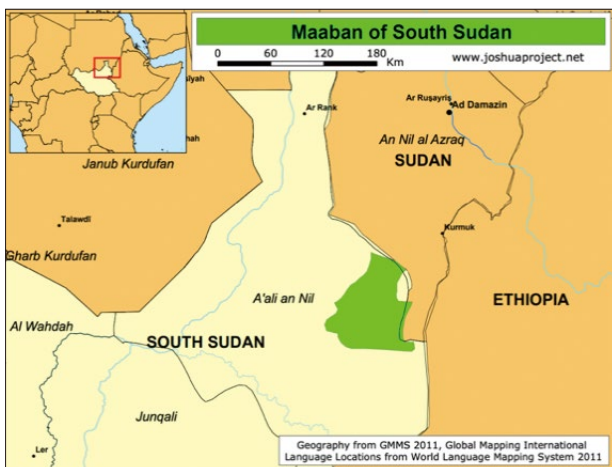 Maaban of South Sudan
0 60 120 180
Km
www.joshuaproject.net
Ar Rank
Ar Ruşayris
Ad Damazin
An Nil al Azraq
SUDAN
Janub Kurdufan
Talawdī
Kurmuk
Gharb Kurdufan
A'ali an Nil
ETHIOPIA
Al Wahdah
SOUTH SUDAN
Junqali
Ler
Geography from GMMS 2011, Global Mapping International
Language Locations from World Language Mapping System 2011